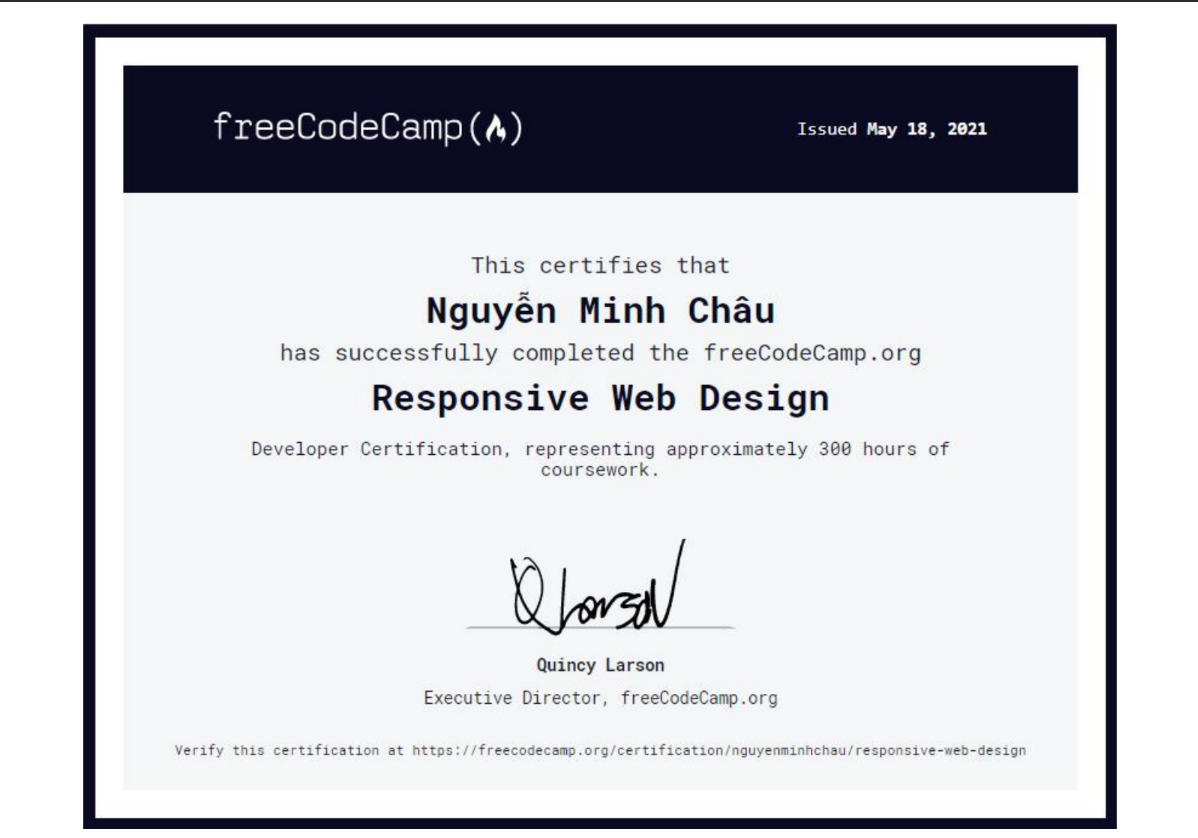 freeCodeCamp(🔥)
Issued May 18, 2021
This certifies that
Nguyễn Minh Châu
has successfully completed the freeCodeCamp.org
Responsive Web Design
Developer Certification, representing approximately 300 hours of
coursework.
Q Larson
Quincy Larson
Executive Director, freeCodeCamp.org
Verify this certification at https://freecodecamp.org/certification/nguyenminhchau/responsive-web-design